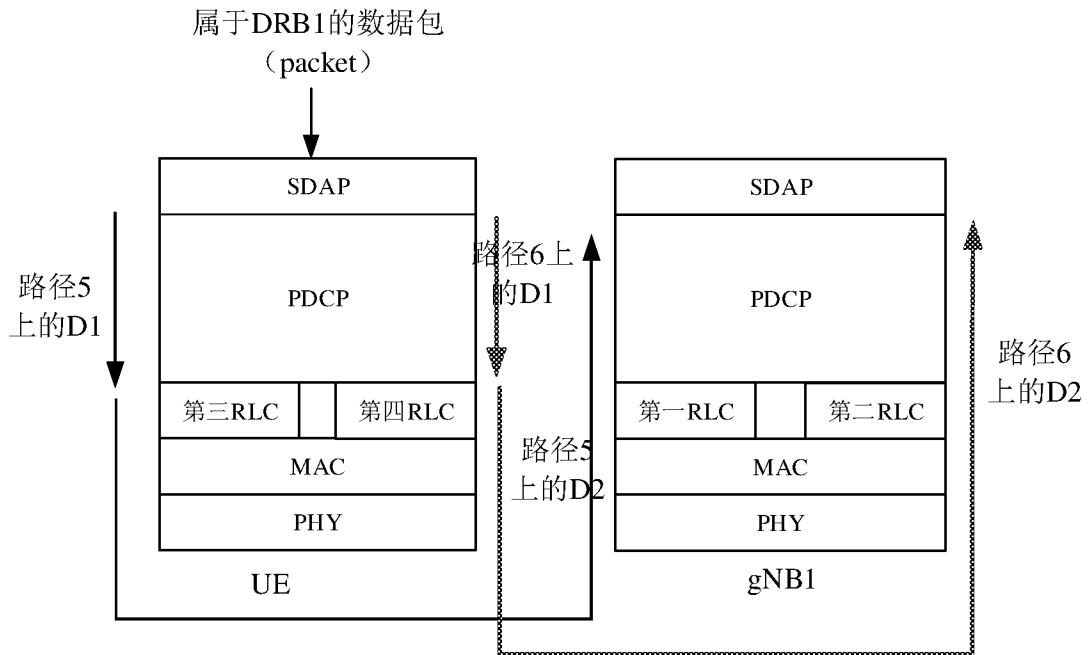 属于DRB1的数据包
（packet）
SDAP
PDCP
第三RLC
第四RLC
MAC
PHY
UE
路径5
上的D1
路径6上
的D1
路径5
上的D2
SDAP
PDCP
第一RLC
第二RLC
MAC
PHY
gNB1
路径6
上的D2